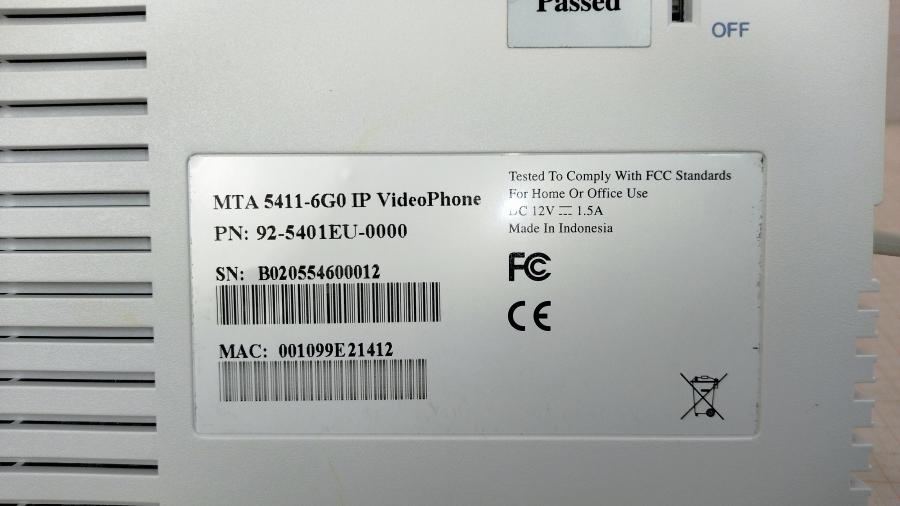 Passed
OFF
MTA 5411-6G0 IP VideoPhone
PN: 92-5401EU-0000
SN: B020554600012
MAC: 001099E21412
Tested To Comply With FCC Standards
For Home Or Office Use
DC 12V ⎓ 1.5A
Made In Indonesia
FC
CE